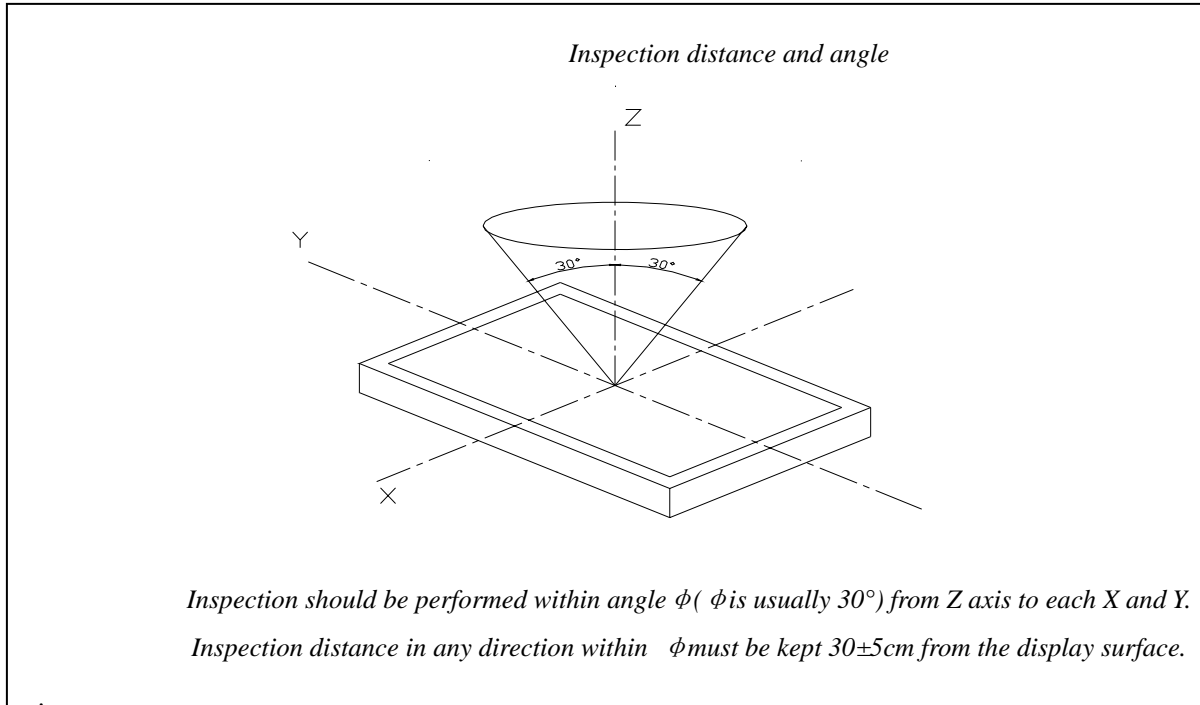 Inspection distance and angle
Z
Y
30° 30°
X
Inspection should be performed within angle ϕ( ϕis usually 30°) from Z axis to each X and Y.
Inspection distance in any direction within ϕmust be kept 30±5cm from the display surface.